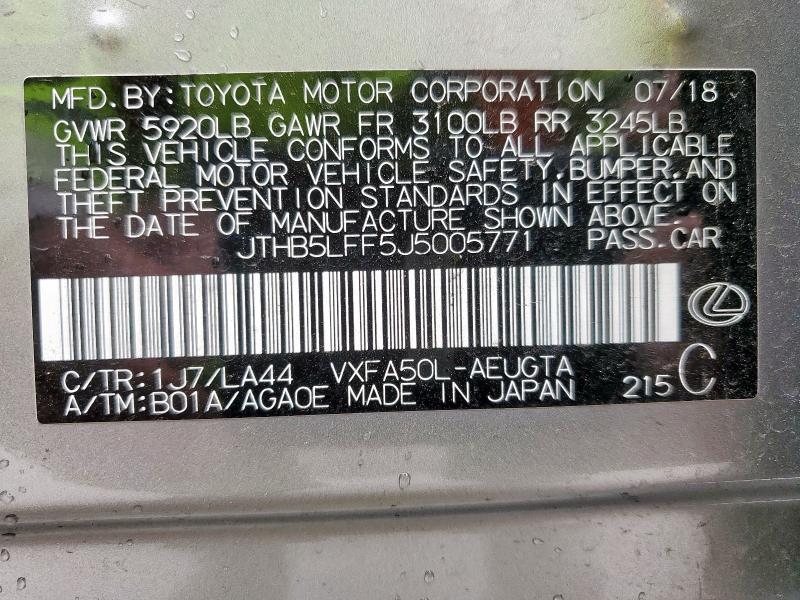 MFD. BY: TOYOTA MOTOR CORPORATION 07/18
GVWR 5920LB GAWR FR 3100LB RR 3245LB
THIS VEHICLE CONFORMS TO ALL APPLICABLE
FEDERAL MOTOR VEHICLE SAFETY, BUMPER, AND
THEFT PREVENTION STANDARDS IN EFFECT ON
THE DATE OF MANUFACTURE SHOWN ABOVE.
JTHB5LFF5J5005771 PASS. CAR
C/TR: 1J7/LA44 VXFA50L-AEUGTA
A/TM: B01A/AGA0E MADE IN JAPAN 215 C